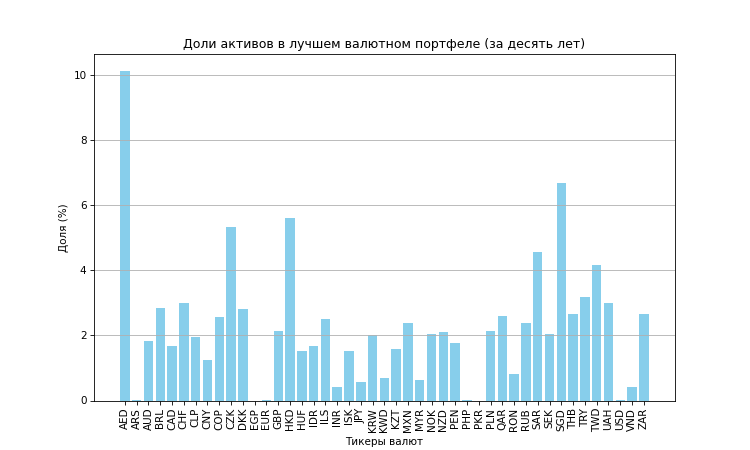 Доли активов в лучшем валютном портфеле (за десять лет)
Доля (%)
10
8
6
4
2
0
AED ARS AUD BRL CAD CHF CLP CNY COP CZK DKK EGP EUR GBP HKD HUF IDR ILS INR ISK JPY KRW KWD KZT MXN MYR NOK NZD PEN PHP PKR PLN QAR RON RUB SAR SEK SGD THB TRY TWD UAH USD VND ZAR
Тикеры валют